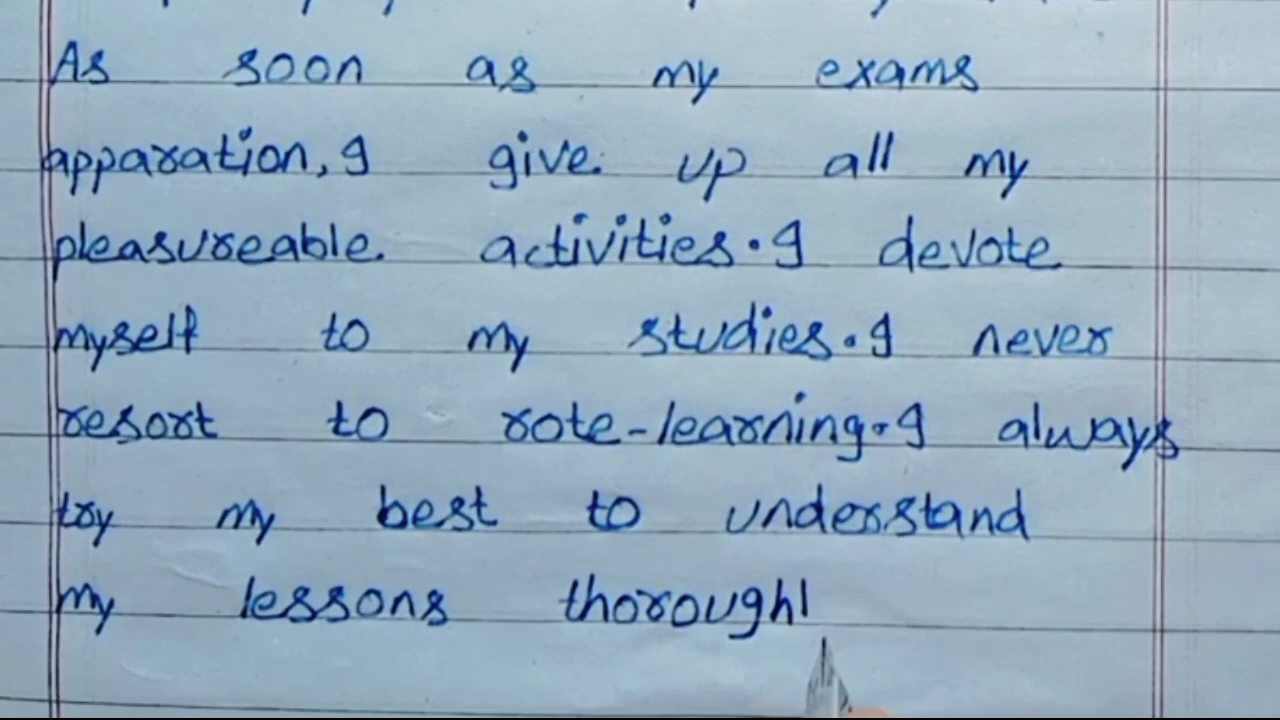 As soon as my exams
apparation, I give up all my
pleasureable activities. I devote
myself to my studies. I never
resort to rote-learning. I always
try my best to understand
my lessons thoroughl